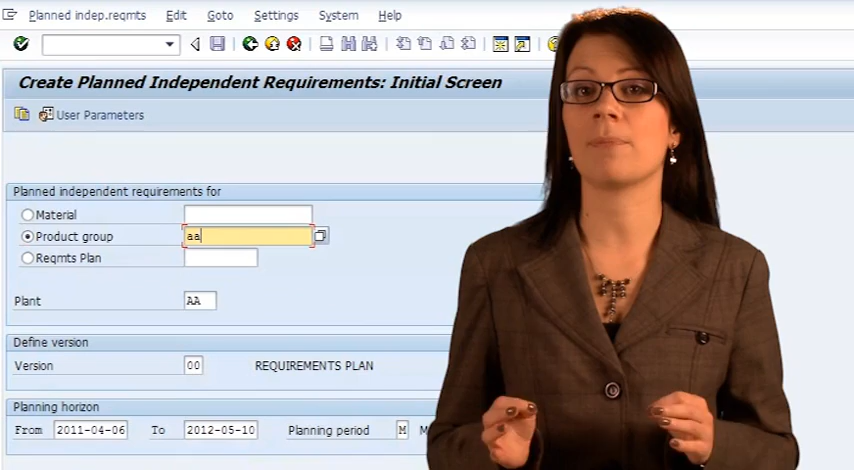 Planned indep.reqmts Edit Goto Settings System Help
Create Planned Independent Requirements: Initial Screen
User Parameters
Planned independent requirements for
Material
Product group aa
Reqmts Plan
Plant AA
Define version
Version 00 REQUIREMENTS PLAN
Planning horizon
From 2011-04-06 To 2012-05-10 Planning period M M